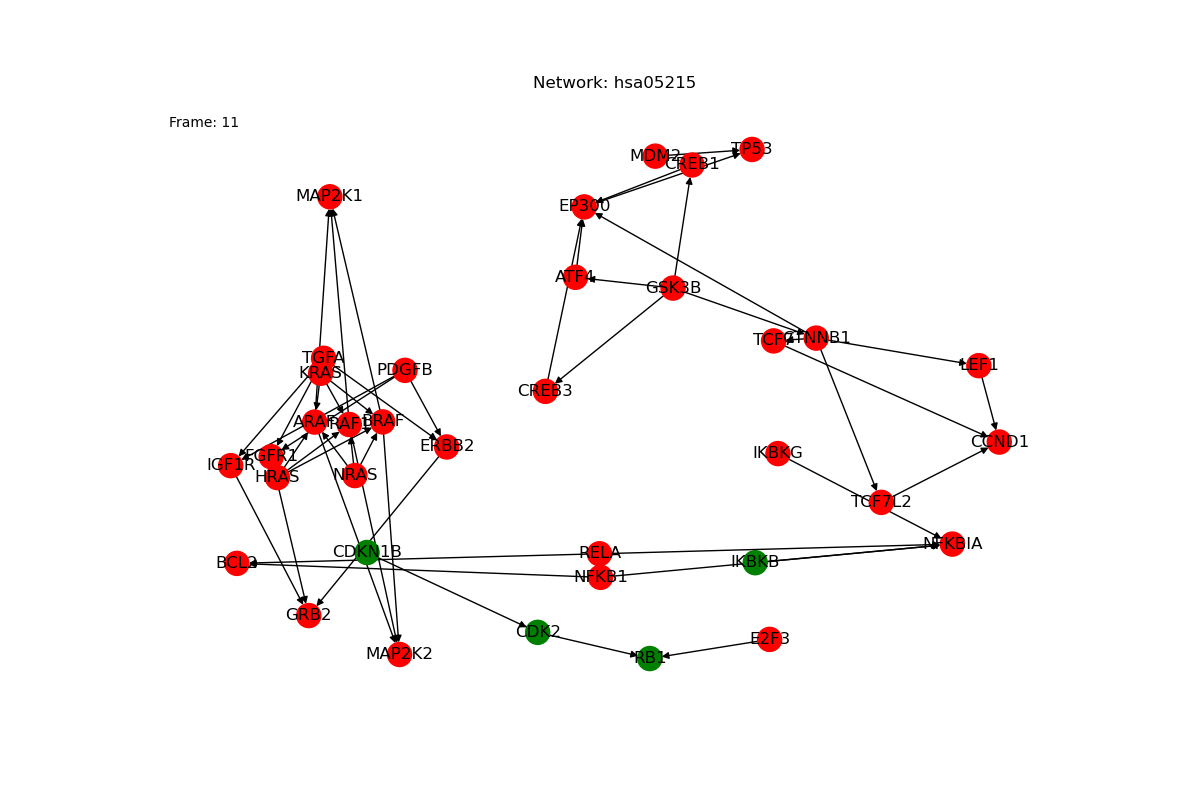 Network: hsa05215
Frame: 11
MDM2
TP53
CREB1
MAP2K1
EP300
ATF4
GSK3B
TCF7
CTNNB1
TGFA
KRAS
PDGFB
LEF1
CREB3
ARAF
RAF1
BRAF
ERBB2
CCND1
IKBKG
EGFR1
IGF1R
HRAS
NRAS
TCF7L2
NFKBIA
CDKN1B
RELA
BCL2
IKBKB
NFKB1
GRB2
CDK2
E2F3
MAP2K2
RB1